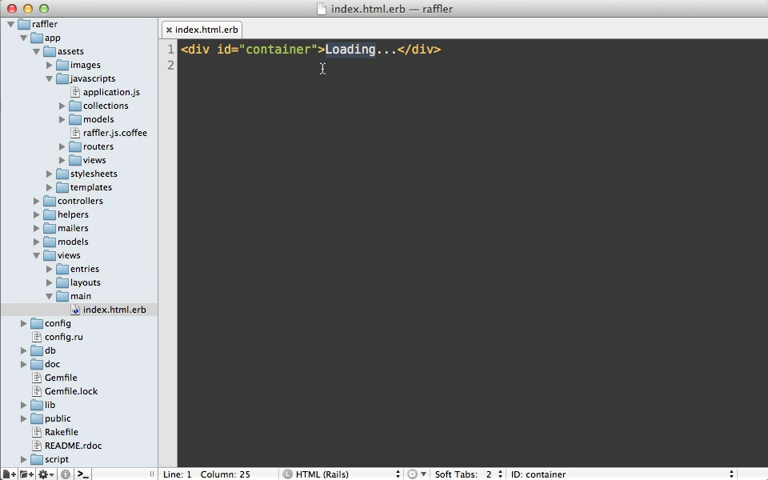 index.html.erb — raffler
raffler
app
assets
images
javascripts
application.js
collections
models
raffler.js.coffee
routers
views
stylesheets
templates
controllers
helpers
mailers
models
views
entries
layouts
main
index.html.erb
config
config.ru
db
doc
Gemfile
Gemfile.lock
lib
public
Rakefile
README.rdoc
script
index.html.erb
1 <div id="container">Loading...</div>
2
Line: 1 Column: 25 HTML (Rails) Soft Tabs: 2 ID: container